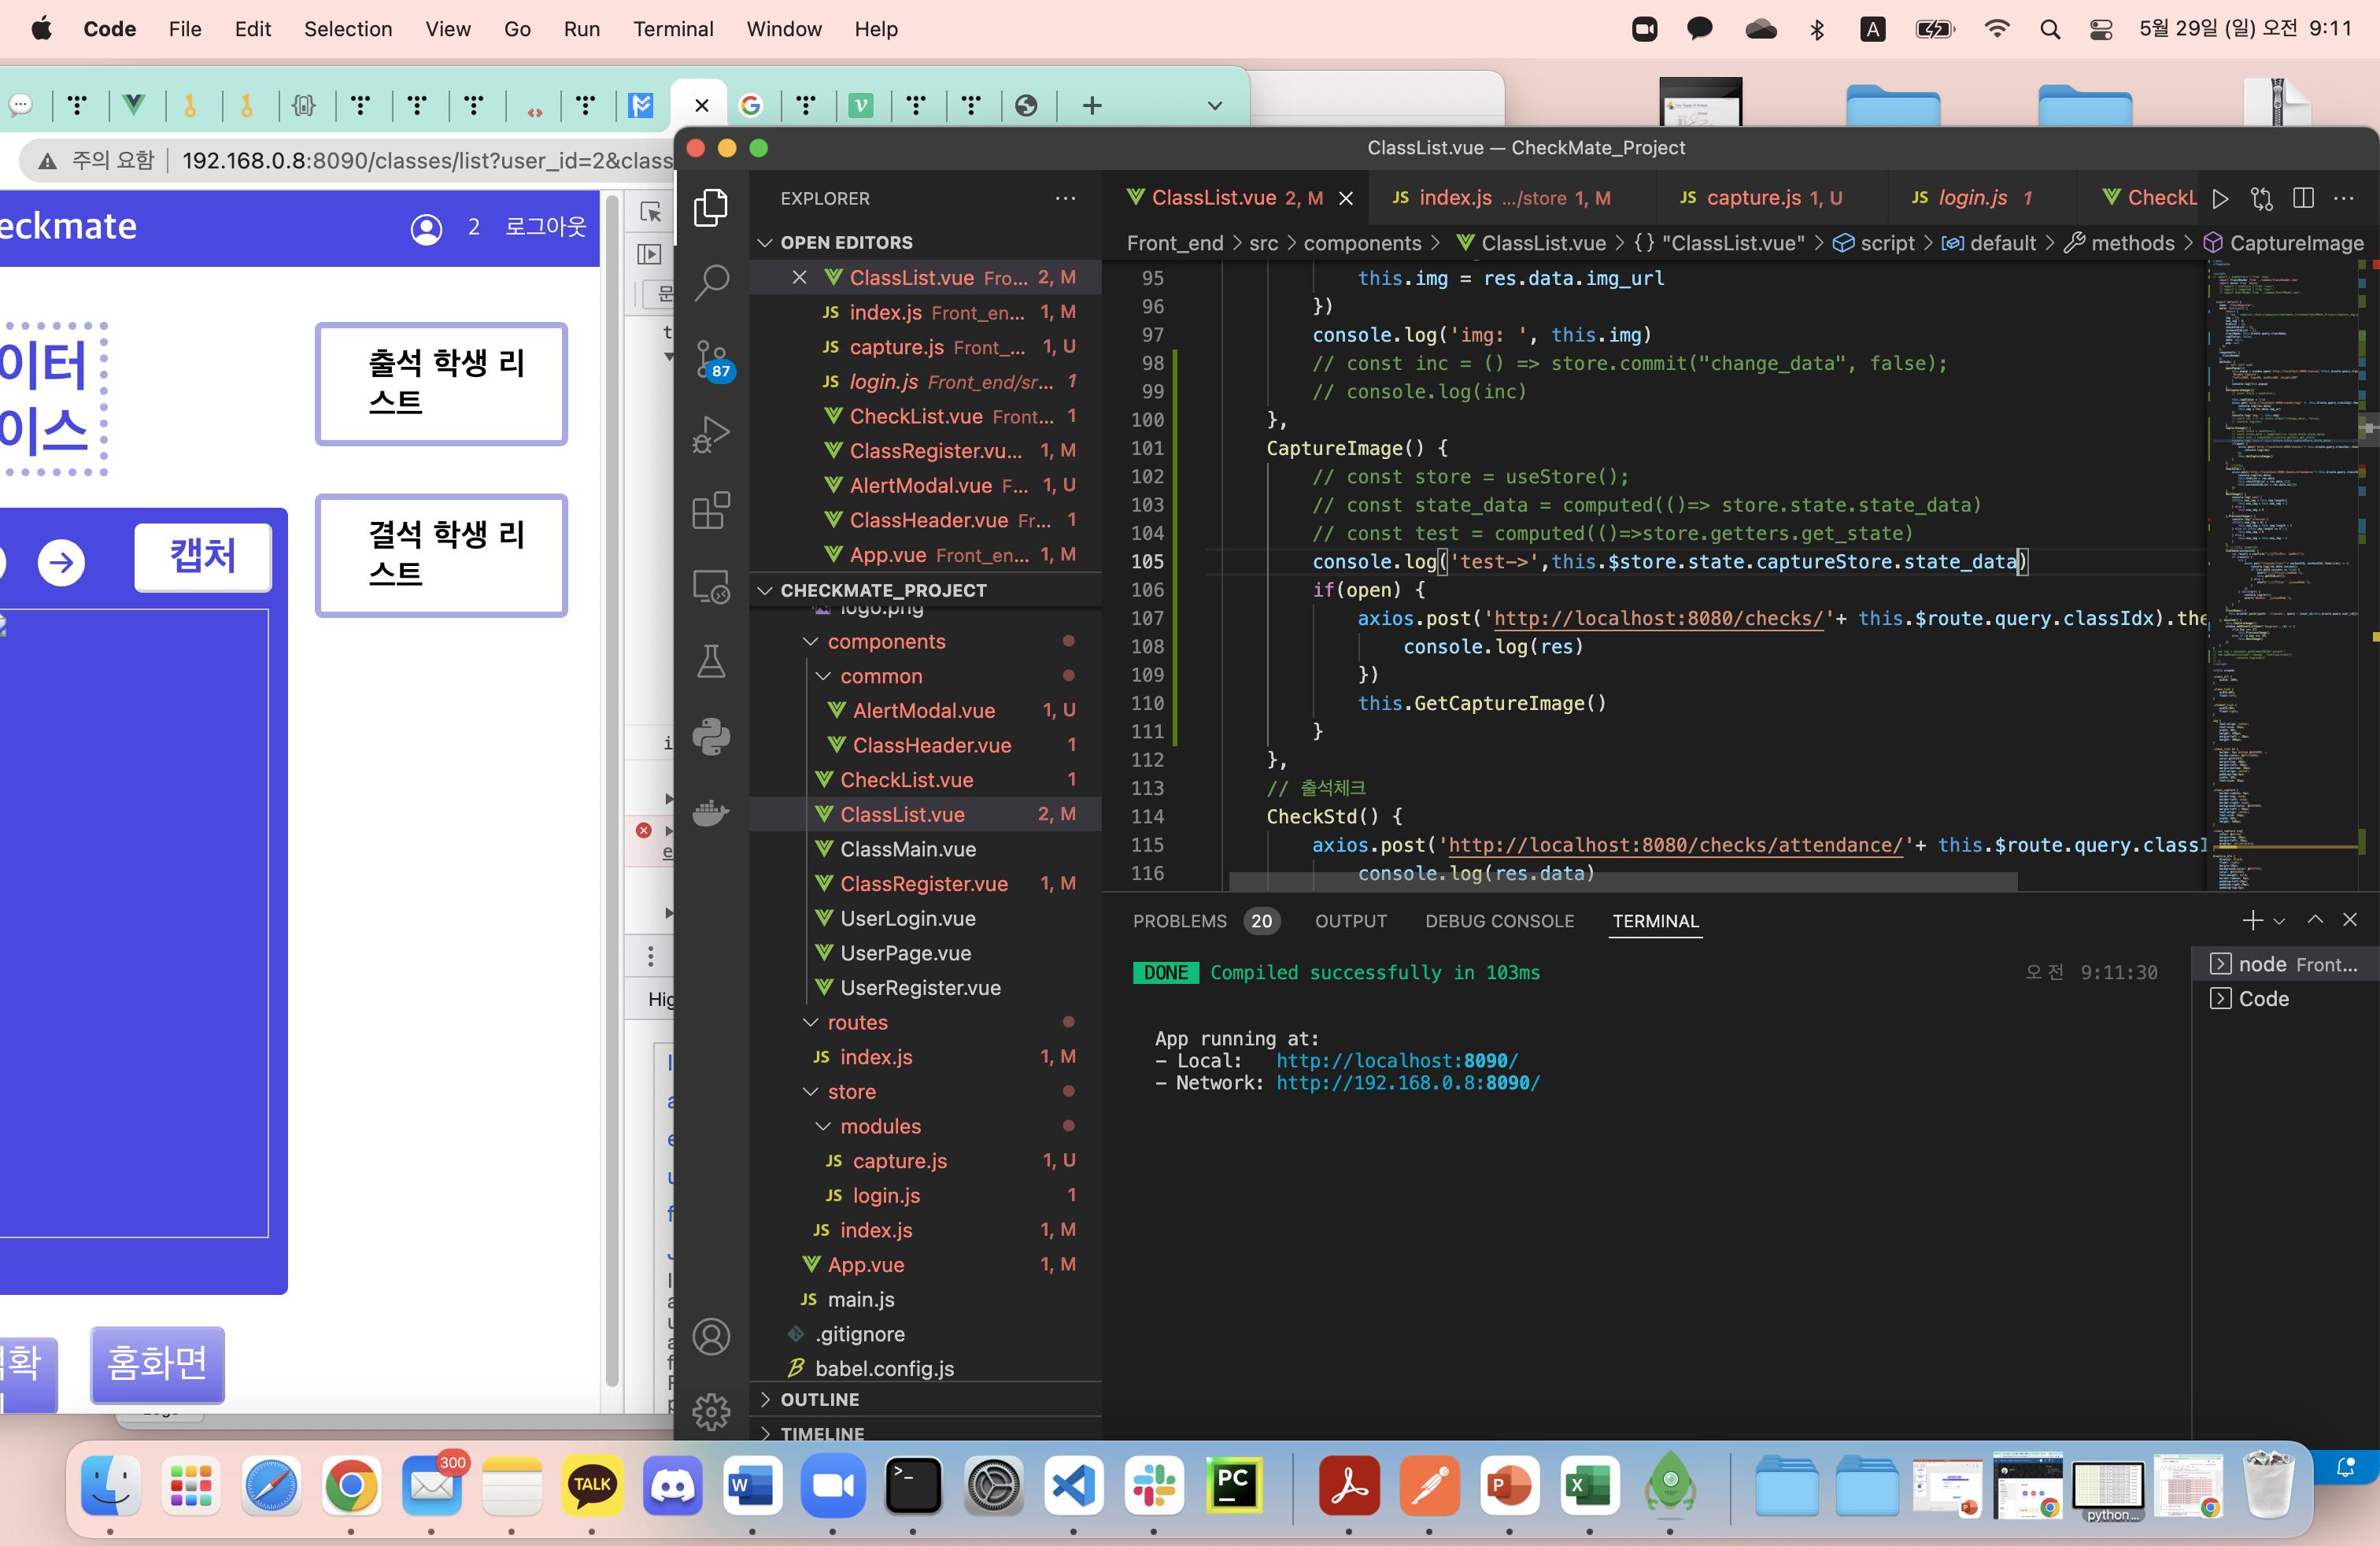 Code File Edit Selection View Go Run Terminal Window Help
A
5월 29일 (일) 오전 9:11
주의 요함 192.168.0.8:8090/classes/list?user_id=2&class
eckmate
2 로그아웃
이터
이스
출석 학생 리
스트
결석 학생 리
스트
캡처
홈화면
Hig
ClassList.vue — CheckMate_Project
EXPLORER
OPEN EDITORS
ClassList.vue Fro... 2, M
index.js Front_en... 1, M
capture.js Front_... 1, U
login.js Front_end/sr... 1
CheckList.vue Front... 1
ClassRegister.vu... 1, M
AlertModal.vue F... 1, U
ClassHeader.vue Fr... 1
App.vue Front_en... 1, M
CHECKMATE_PROJECT
logo.png
components
common
AlertModal.vue 1, U
ClassHeader.vue 1
CheckList.vue 1
ClassList.vue 2, M
ClassMain.vue
ClassRegister.vue 1, M
UserLogin.vue
UserPage.vue
UserRegister.vue
routes
index.js 1, M
store
modules
capture.js 1, U
login.js 1
index.js 1, M
App.vue 1, M
main.js
.gitignore
babel.config.js
OUTLINE
TIMELINE
87
ClassList.vue 2, M
index.js .../store 1, M
capture.js 1, U
login.js 1
CheckL
Front_end > src > components > ClassList.vue > {} "ClassList.vue" > script > default > methods > CaptureImage
95 this.img = res.data.img_url
96 })
97 console.log('img: ', this.img)
98 // const inc = () => store.commit("change_data", false);
99 // console.log(inc)
100 },
101 CaptureImage() {
102 // const store = useStore();
103 // const state_data = computed(()=> store.state.state_data)
104 // const test = computed(()=>store.getters.get_state)
105 console.log('test->',this.$store.state.captureStore.state_data)
106 if(open) {
107 axios.post('http://localhost:8080/checks/'+ this.$route.query.classIdx).the
108 console.log(res)
109 })
110 this.GetCaptureImage()
111 }
112 },
113 // 출석체크
114 CheckStd() {
115 axios.post('http://localhost:8080/checks/attendance/'+ this.$route.query.classI
116 console.log(res.data)
PROBLEMS 20 OUTPUT DEBUG CONSOLE TERMINAL
DONE Compiled successfully in 103ms 오전 9:11:30
App running at:
- Local: http://localhost:8090/
- Network: http://192.168.0.8:8090/
node Front...
Code
300
TALK
W
PC
P
X
python...